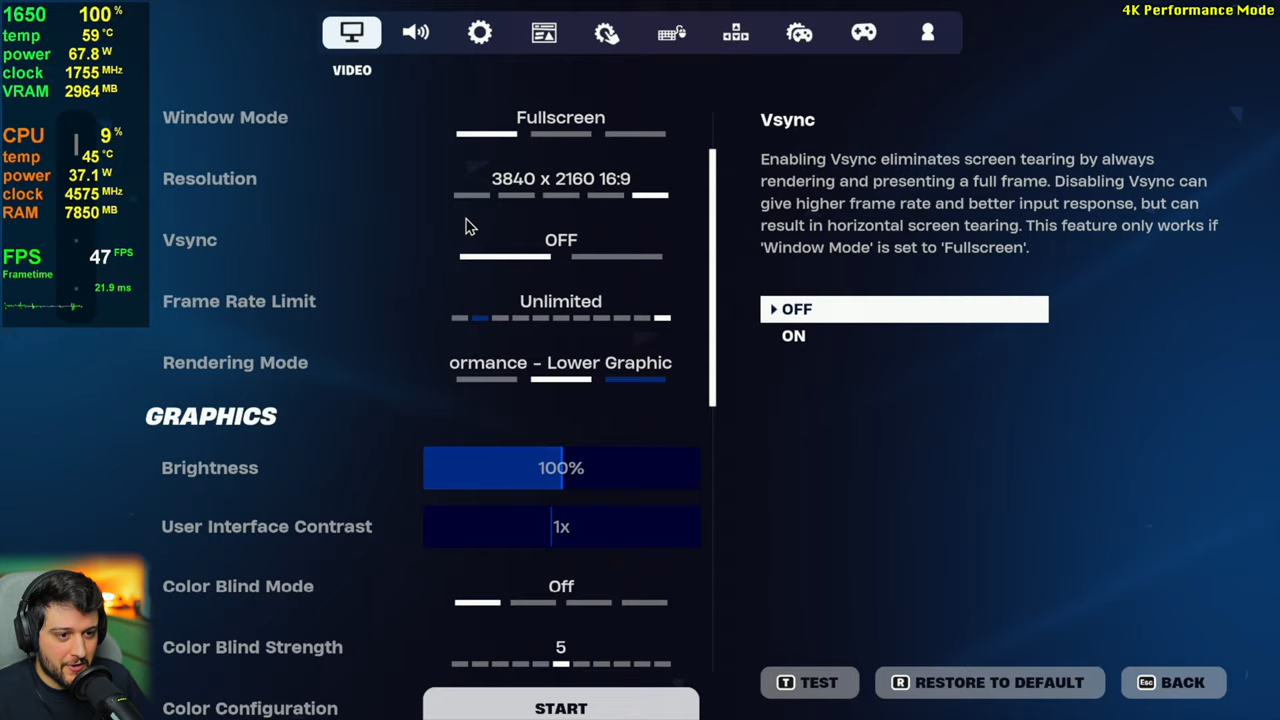 1650 100 %
temp 59 °C
power 67.8 W
clock 1755 MHz
VRAM 2964 MB
CPU 9 %
temp 45 °C
power 37.1 W
clock 4575 MHz
RAM 7850 MB
FPS 47 FPS
Frametime
21.9 ms
4K Performance Mode
VIDEO
Window Mode Fullscreen
Resolution 3840 x 2160 16:9
Vsync OFF
Frame Rate Limit Unlimited
Rendering Mode ormance - Lower Graphic
GRAPHICS
Brightness 100%
User Interface Contrast 1x
Color Blind Mode Off
Color Blind Strength 5
Color Configuration START
Vsync
Enabling Vsync eliminates screen tearing by always
rendering and presenting a full frame. Disabling Vsync can
give higher frame rate and better input response, but can
result in horizontal screen tearing. This feature only works if
'Window Mode' is set to 'Fullscreen'.
OFF
ON
T TEST
R RESTORE TO DEFAULT
Esc BACK